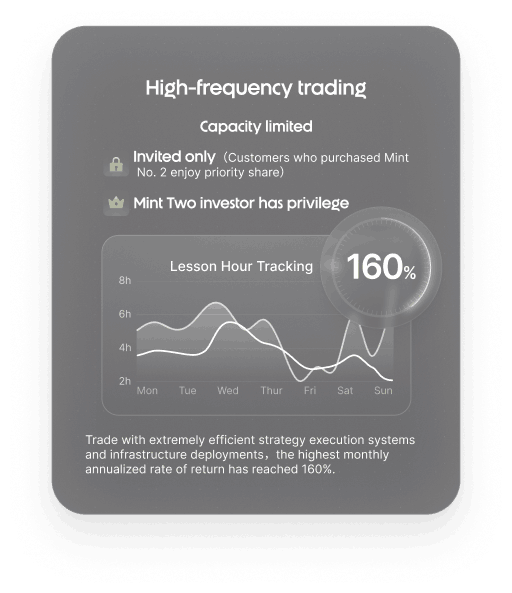 High-frequency trading
Capacity limited
Invited only（Customers who purchased Mint
No. 2 enjoy priority share）
Mint Two investor has privilege
Lesson Hour Tracking
160%
8h
6h
4h
2h
Mon Tue Wed Thur Fri Sat Sun
Trade with extremely efficient strategy execution systems
and infrastructure deployments，the highest monthly
annualized rate of return has reached 160%.